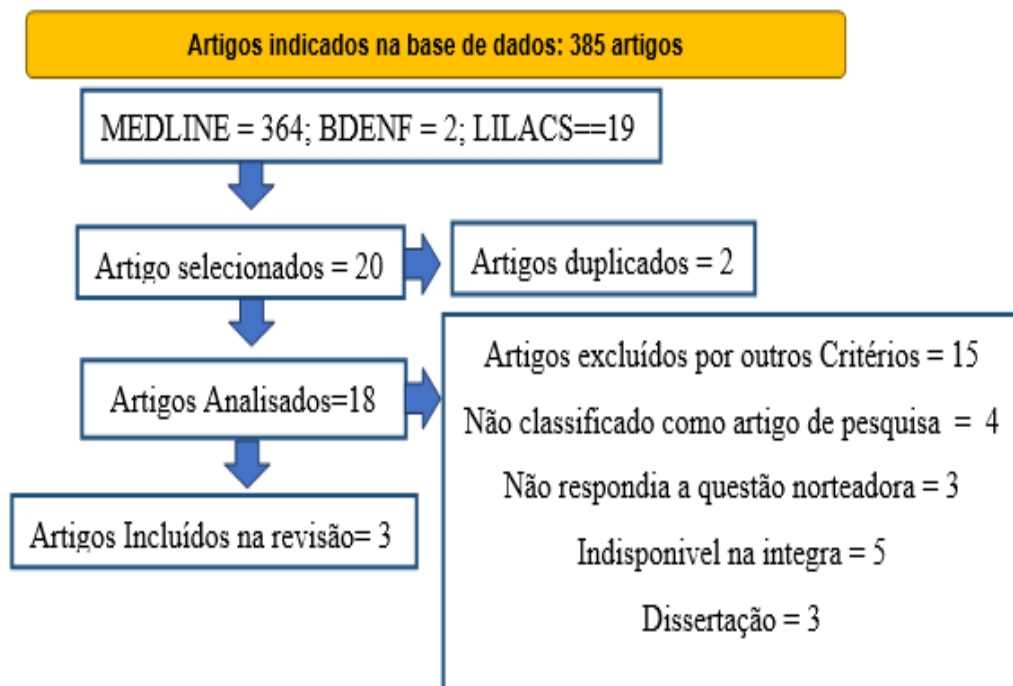 Artigos indicados na base de dados: 385 artigos
MEDLINE = 364; BDENF = 2; LILACS==19
Artigo selecionados = 20
Artigos duplicados = 2
Artigos Analisados=18
Artigos excluídos por outros Critérios = 15
Não classificado como artigo de pesquisa = 4
Não respondia a questão norteadora = 3
Indisponivel na integra = 5
Dissertação = 3
Artigos Incluídos na revisão= 3